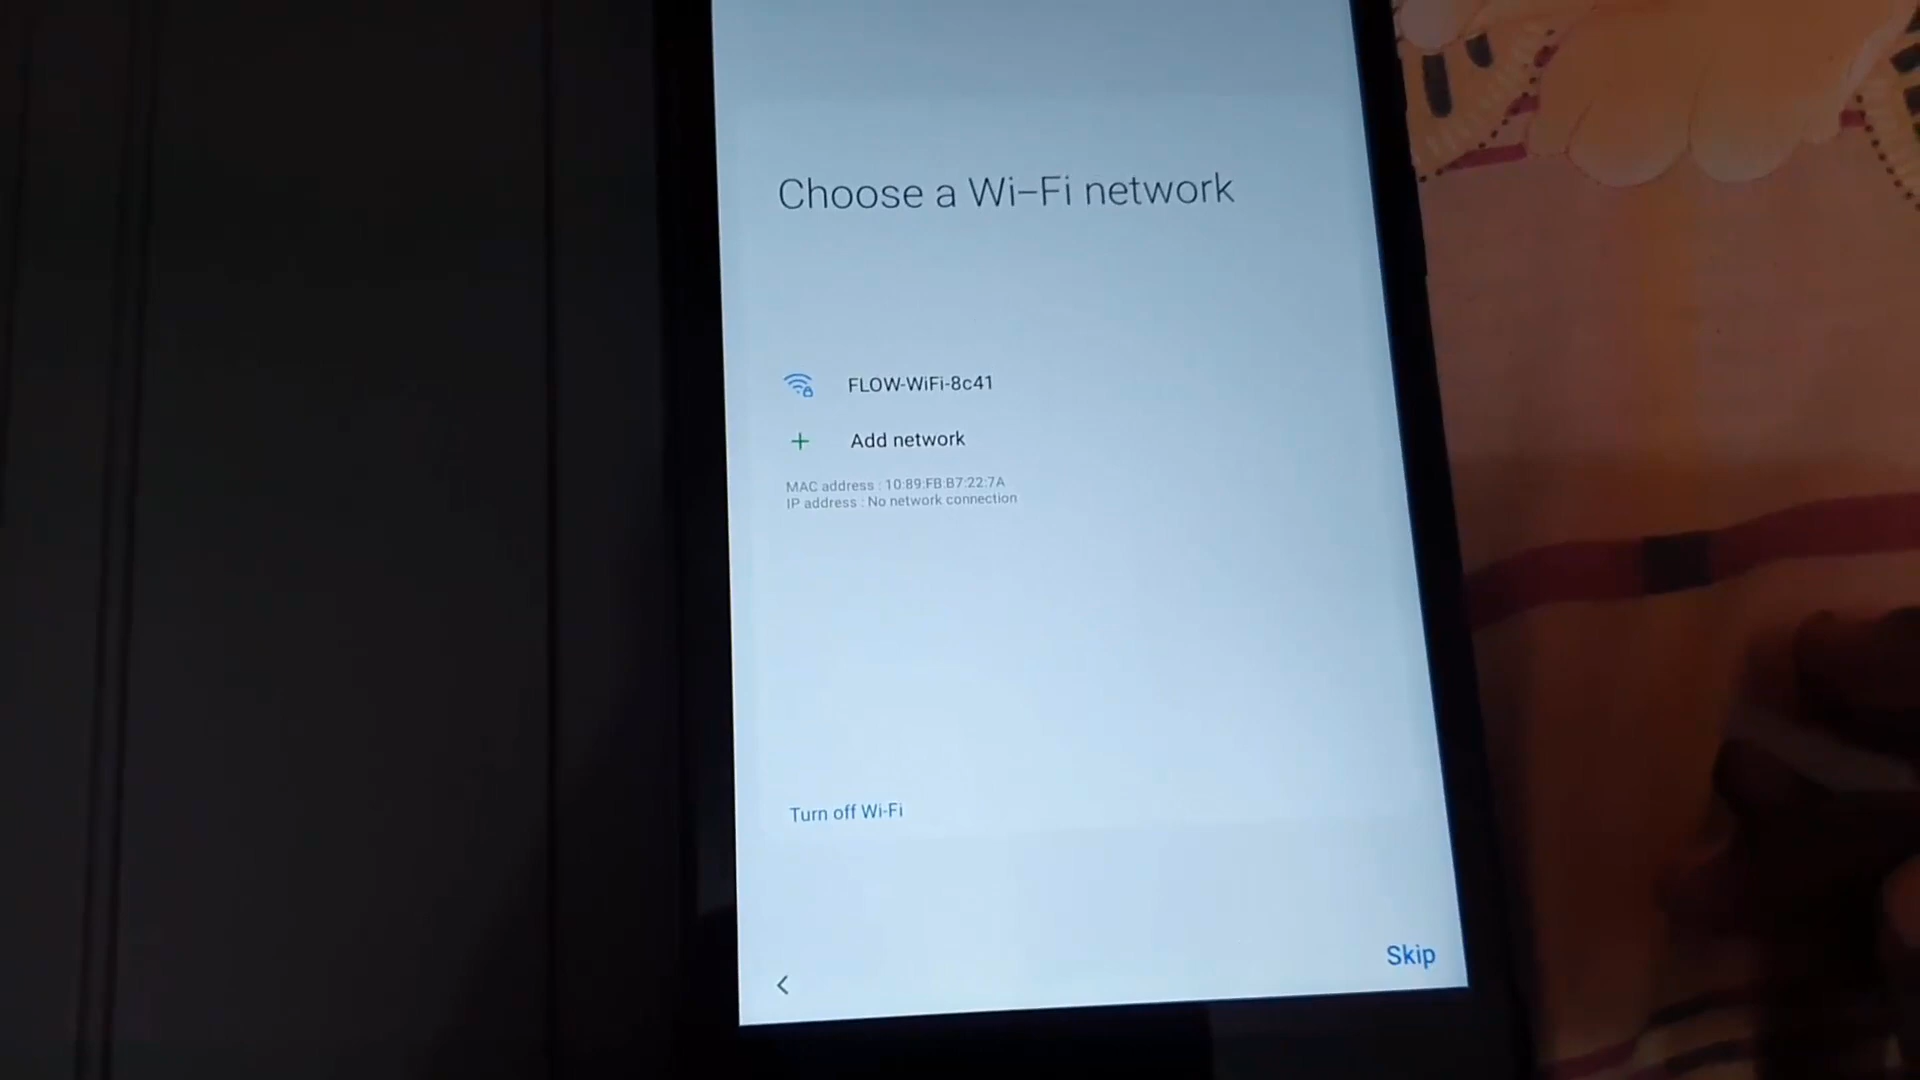 Choose a Wi-Fi network
FLOW-WiFi-8c41
Add network
MAC address : 10:89:FB:B7:22:7A
IP address : No network connection
Turn off Wi-Fi
Skip